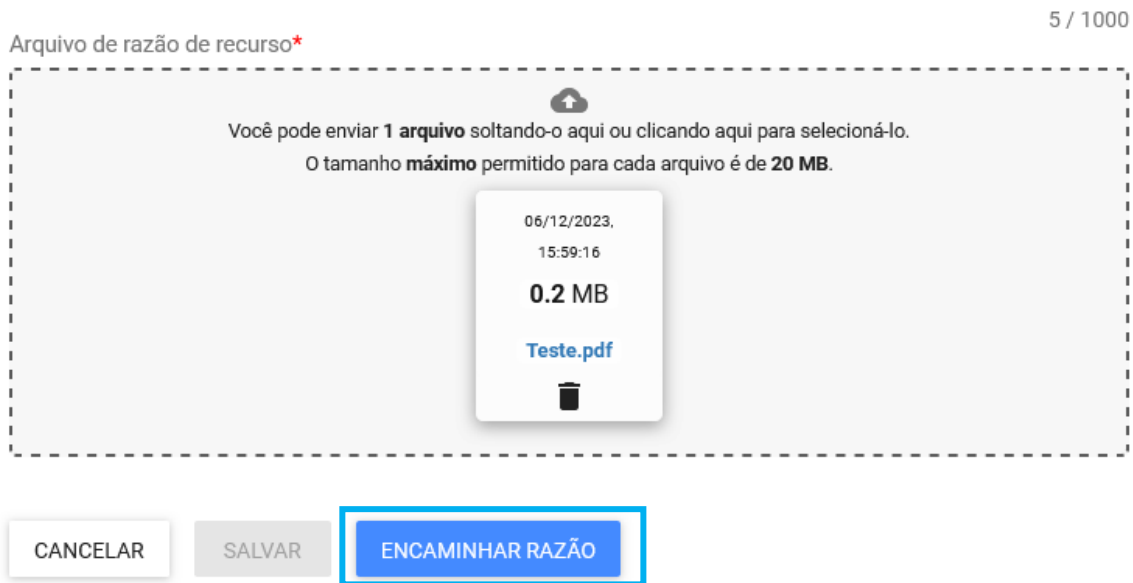 5 / 1000
Arquivo de razão de recurso*
Você pode enviar 1 arquivo soltando-o aqui ou clicando aqui para selecioná-lo.
O tamanho máximo permitido para cada arquivo é de 20 MB.
06/12/2023,
15:59:16
0.2 MB
Teste.pdf
CANCELAR SALVAR ENCAMINHAR RAZÃO